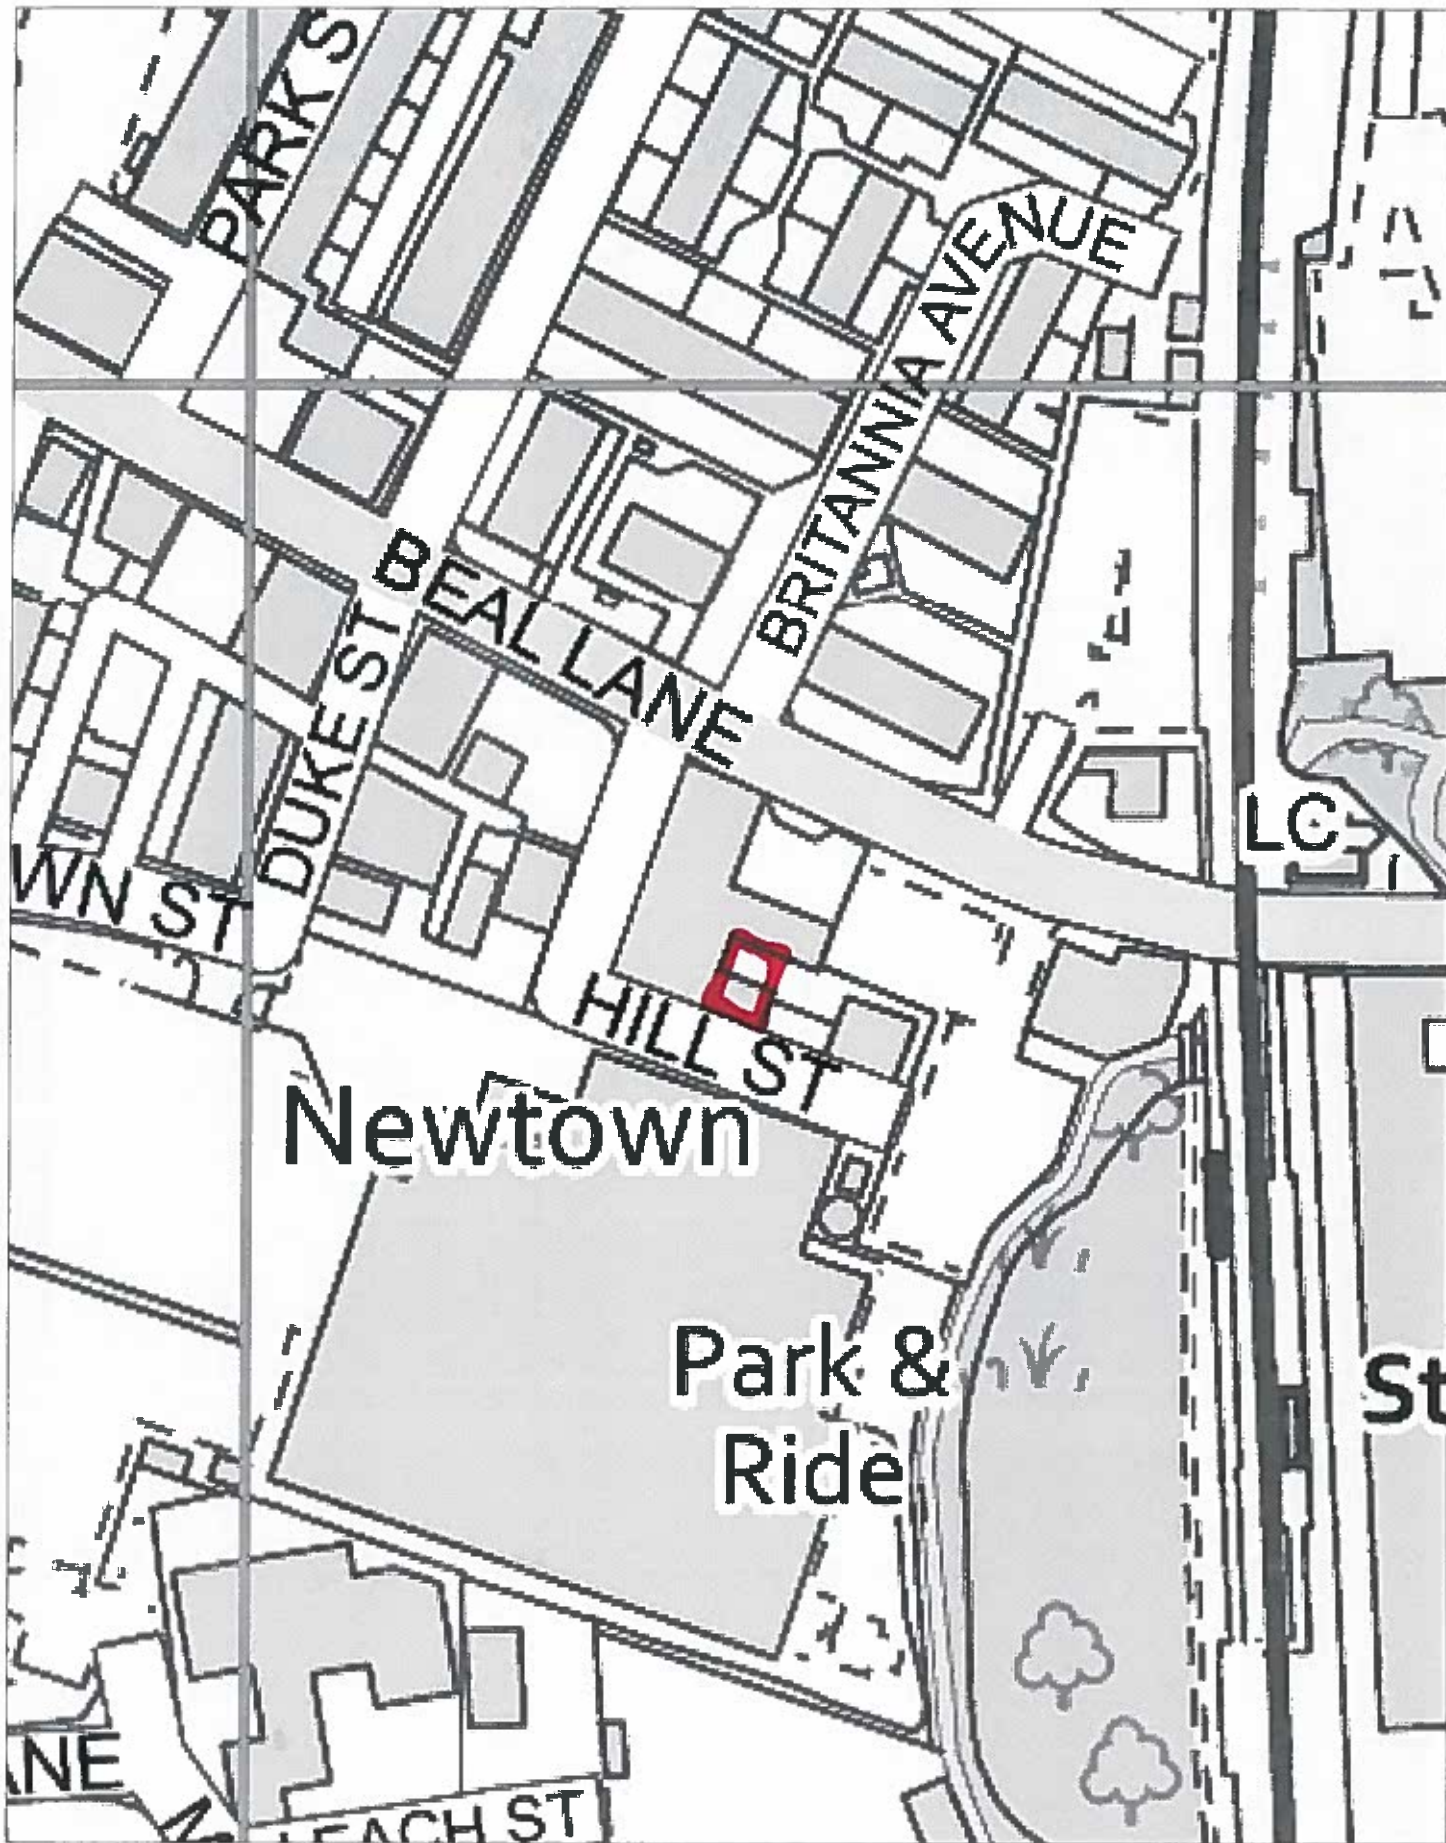 PARK S
BRITANNIA AVENUE
BEAL LANE
DUKE ST
LC
WN ST
HILL ST
Newtown
Park &
Ride
St
ANE
LEACH ST